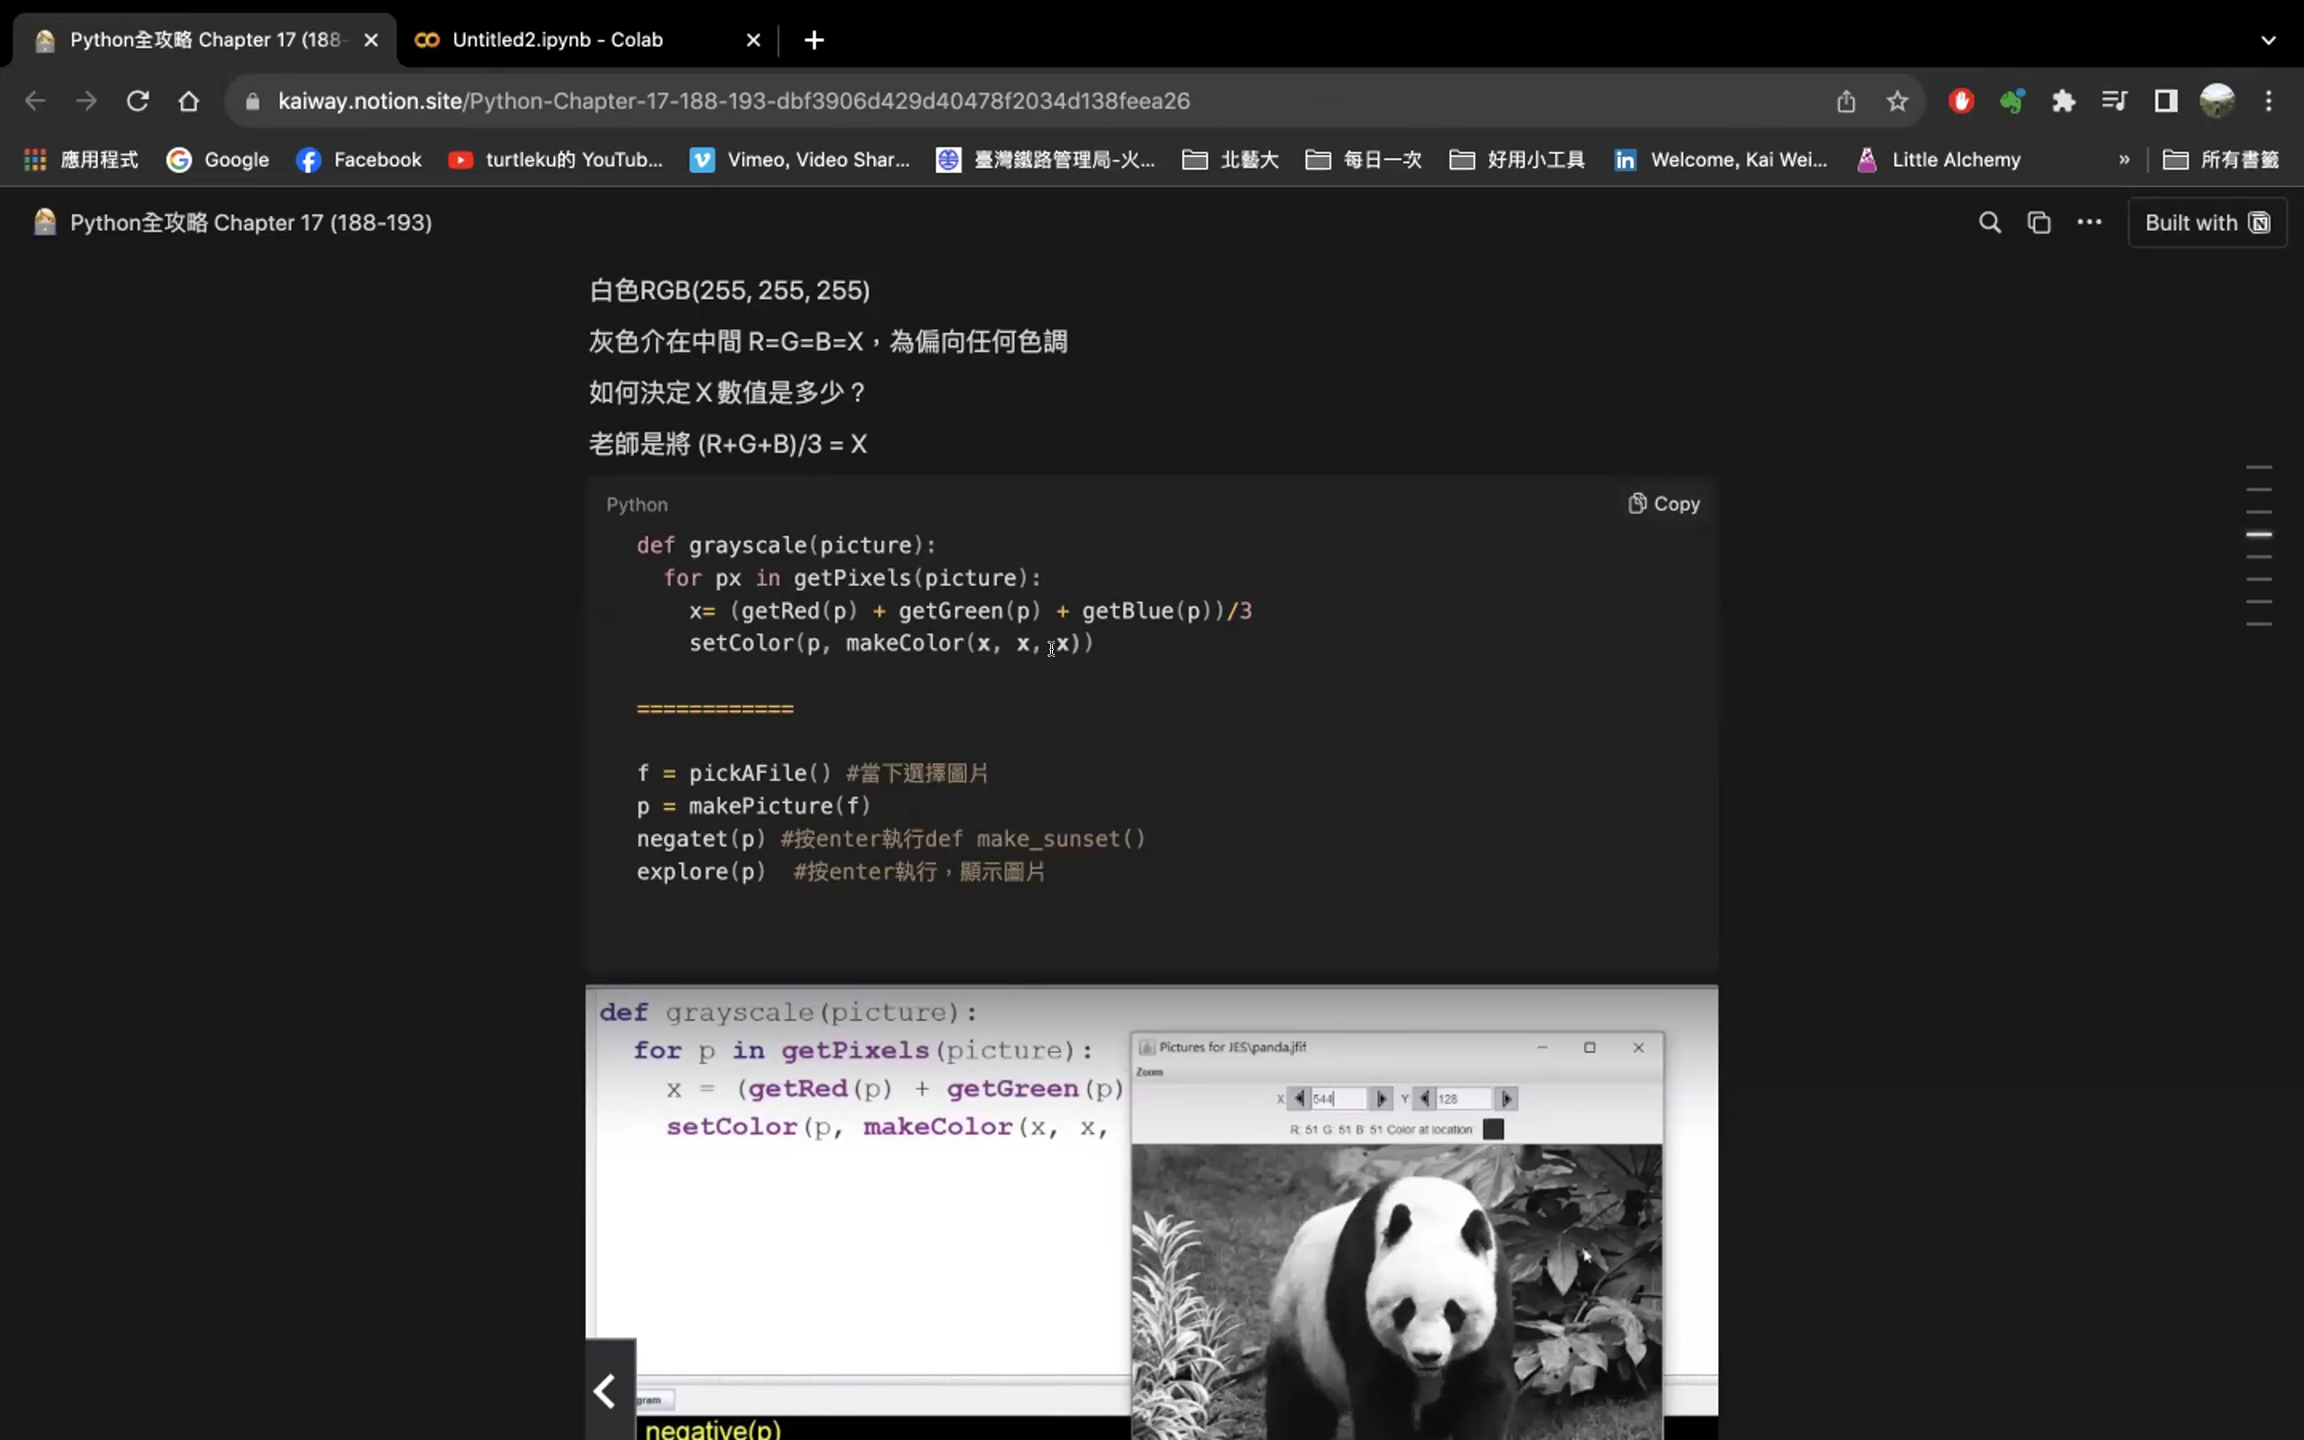 Python全攻略 Chapter 17 (188-
Untitled2.ipynb - Colab
kaiway.notion.site/Python-Chapter-17-188-193-dbf3906d429d40478f2034d138feea26
應用程式
Google
Facebook
turtleku的 YouTub...
Vimeo, Video Shar...
臺灣鐵路管理局-火...
北藝大
每日一次
好用小工具
Welcome, Kai Wei...
Little Alchemy
»
所有書籤
Python全攻略 Chapter 17 (188-193)
Built with
白色RGB(255, 255, 255)
灰色介在中間 R=G=B=X，為偏向任何色調
如何決定 X 數值是多少？
老師是將 (R+G+B)/3 = X
Python
Copy
def grayscale(picture):
for px in getPixels(picture):
x= (getRed(p) + getGreen(p) + getBlue(p))/3
setColor(p, makeColor(x, x, x))
============
f = pickAFile() #當下選擇圖片
p = makePicture(f)
negatet(p) #按enter執行def make_sunset()
explore(p)  #按enter執行，顯示圖片
def grayscale(picture):
for p in getPixels(picture):
x = (getRed(p) + getGreen(p)
setColor(p, makeColor(x, x,
Pictures for JES\panda.jfif
Zoom
X: 544 Y: 128
R: 51 G: 51 B: 51 Color at location
gram
negative(p)